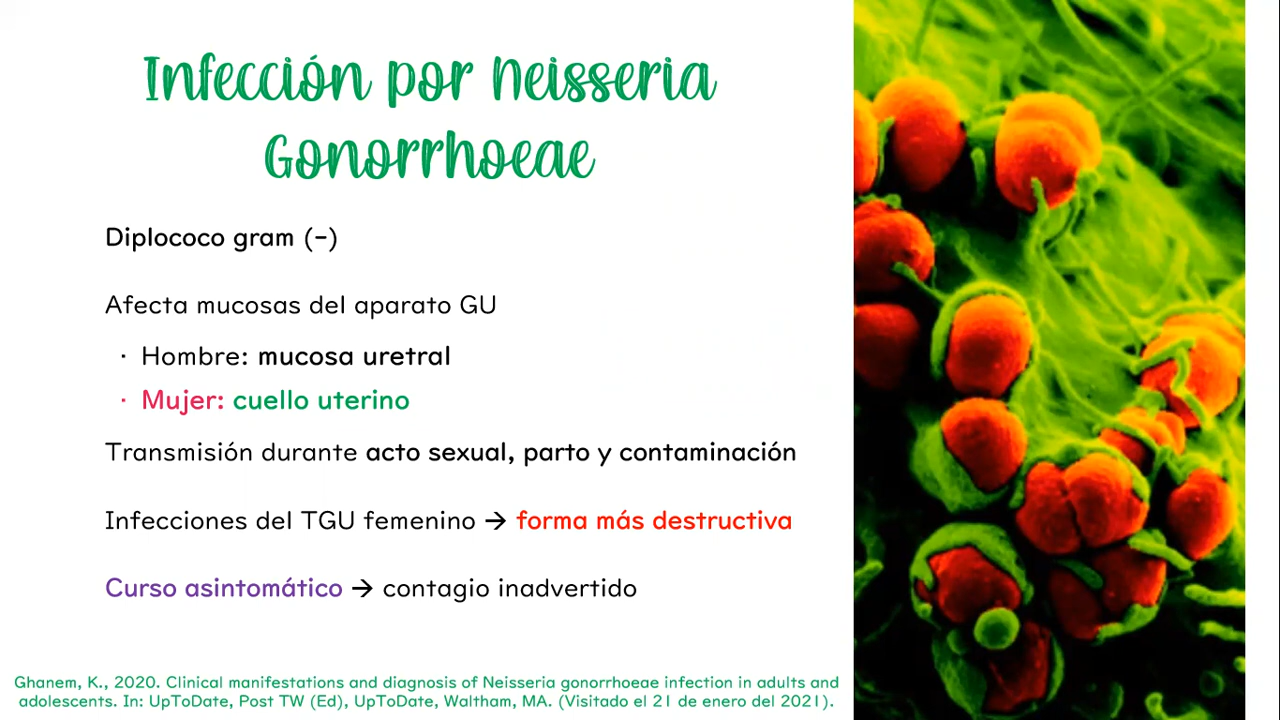 Infección por Neisseria
Gonorrhoeae
Diplococo gram (-)
Afecta mucosas del aparato GU
· Hombre: mucosa uretral
· Mujer: cuello uterino
Transmisión durante acto sexual, parto y contaminación
Infecciones del TGU femenino → forma más destructiva
Curso asintomático → contagio inadvertido
Ghanem, K., 2020. Clinical manifestations and diagnosis of Neisseria gonorrhoeae infection in adults and
adolescents. In: UpToDate, Post TW (Ed), UpToDate, Waltham, MA. (Visitado el 21 de enero del 2021).